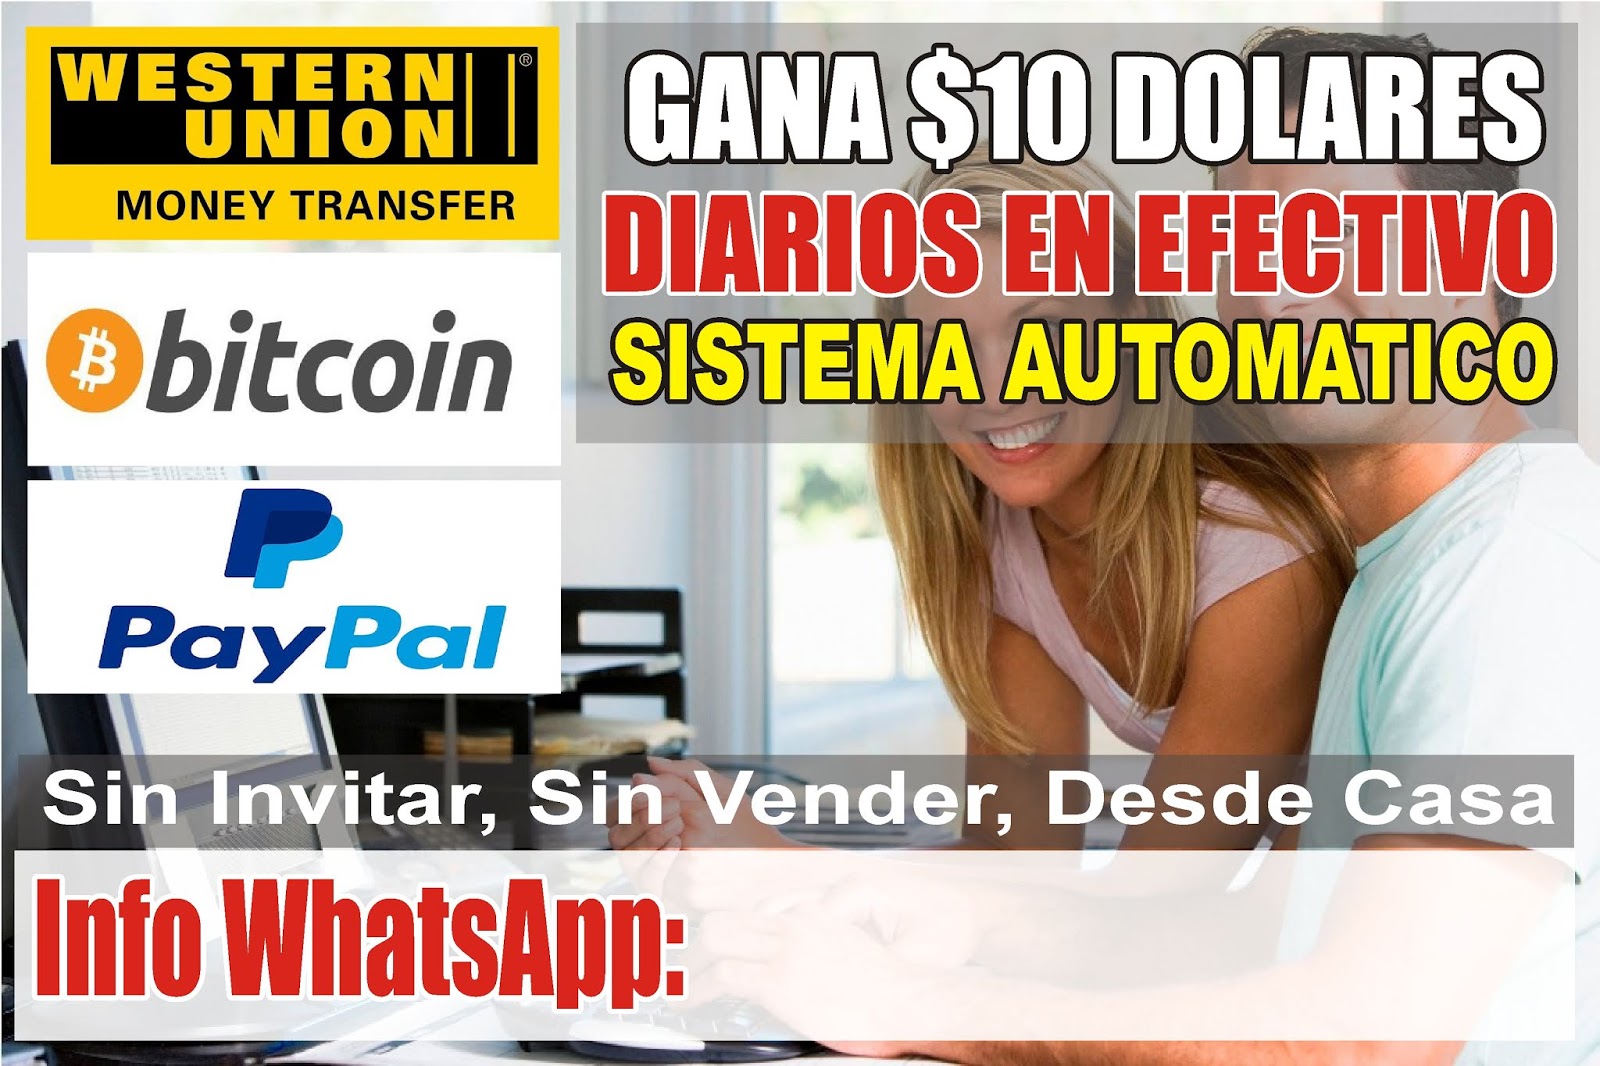 WESTERN
UNION®
MONEY TRANSFER
bitcoin
PayPal
GANA $10 DOLARES
DIARIOS EN EFECTIVO
SISTEMA AUTOMATICO
Sin Invitar, Sin Vender, Desde Casa
Info WhatsApp: